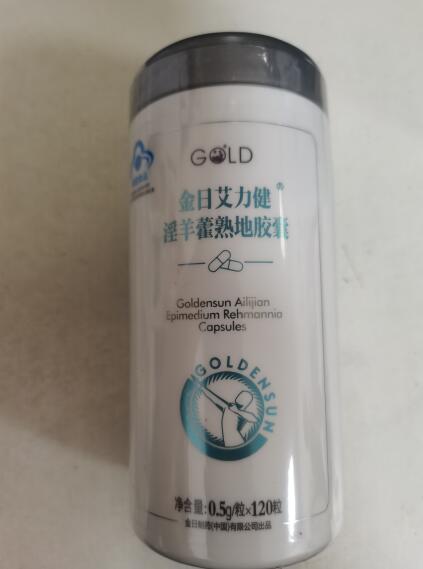 GOLD
金日艾力健®
淫羊藿熟地胶囊
Goldensun Ailijian
Epimedium Rehmannia
Capsules
GOLDENSUN
净含量:0.5g/粒×120粒
金日制药(中国)有限公司出品